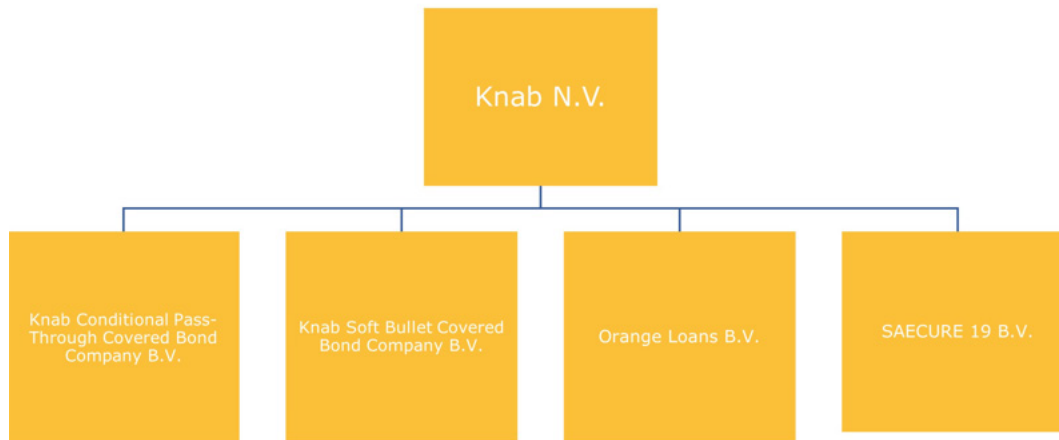 Knab N.V.
Knab Conditional Pass-
Through Covered Bond
Company B.V.
Knab Soft Bullet Covered
Bond Company B.V.
Orange Loans B.V.
SAECURE 19 B.V.